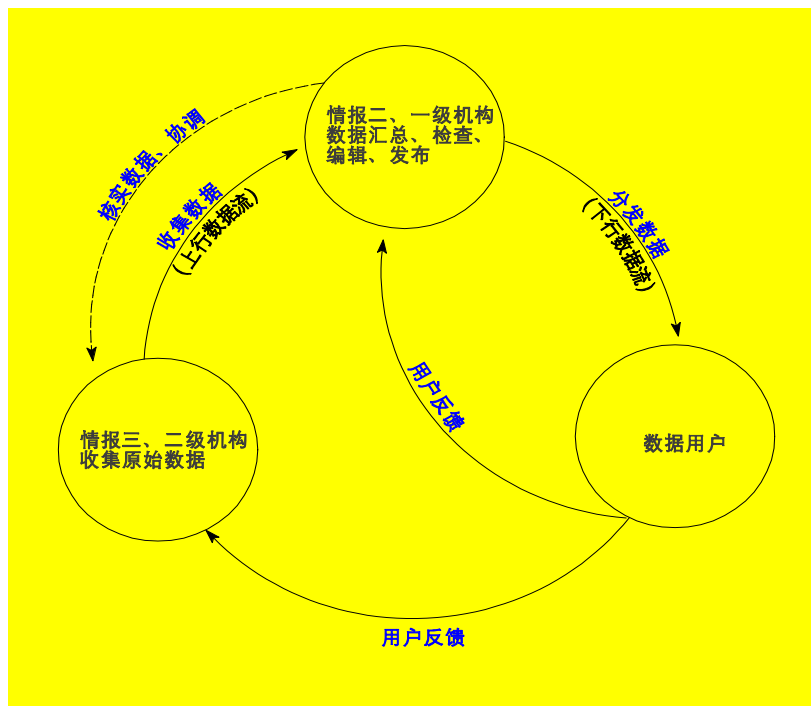 情报二、一级机构
数据汇总、检查、
编辑、发布
核实数据、协调
收集数据
（上行数据流）
分发数据
（下行数据流）
用户反馈
情报三、二级机构
收集原始数据
数据用户
用户反馈